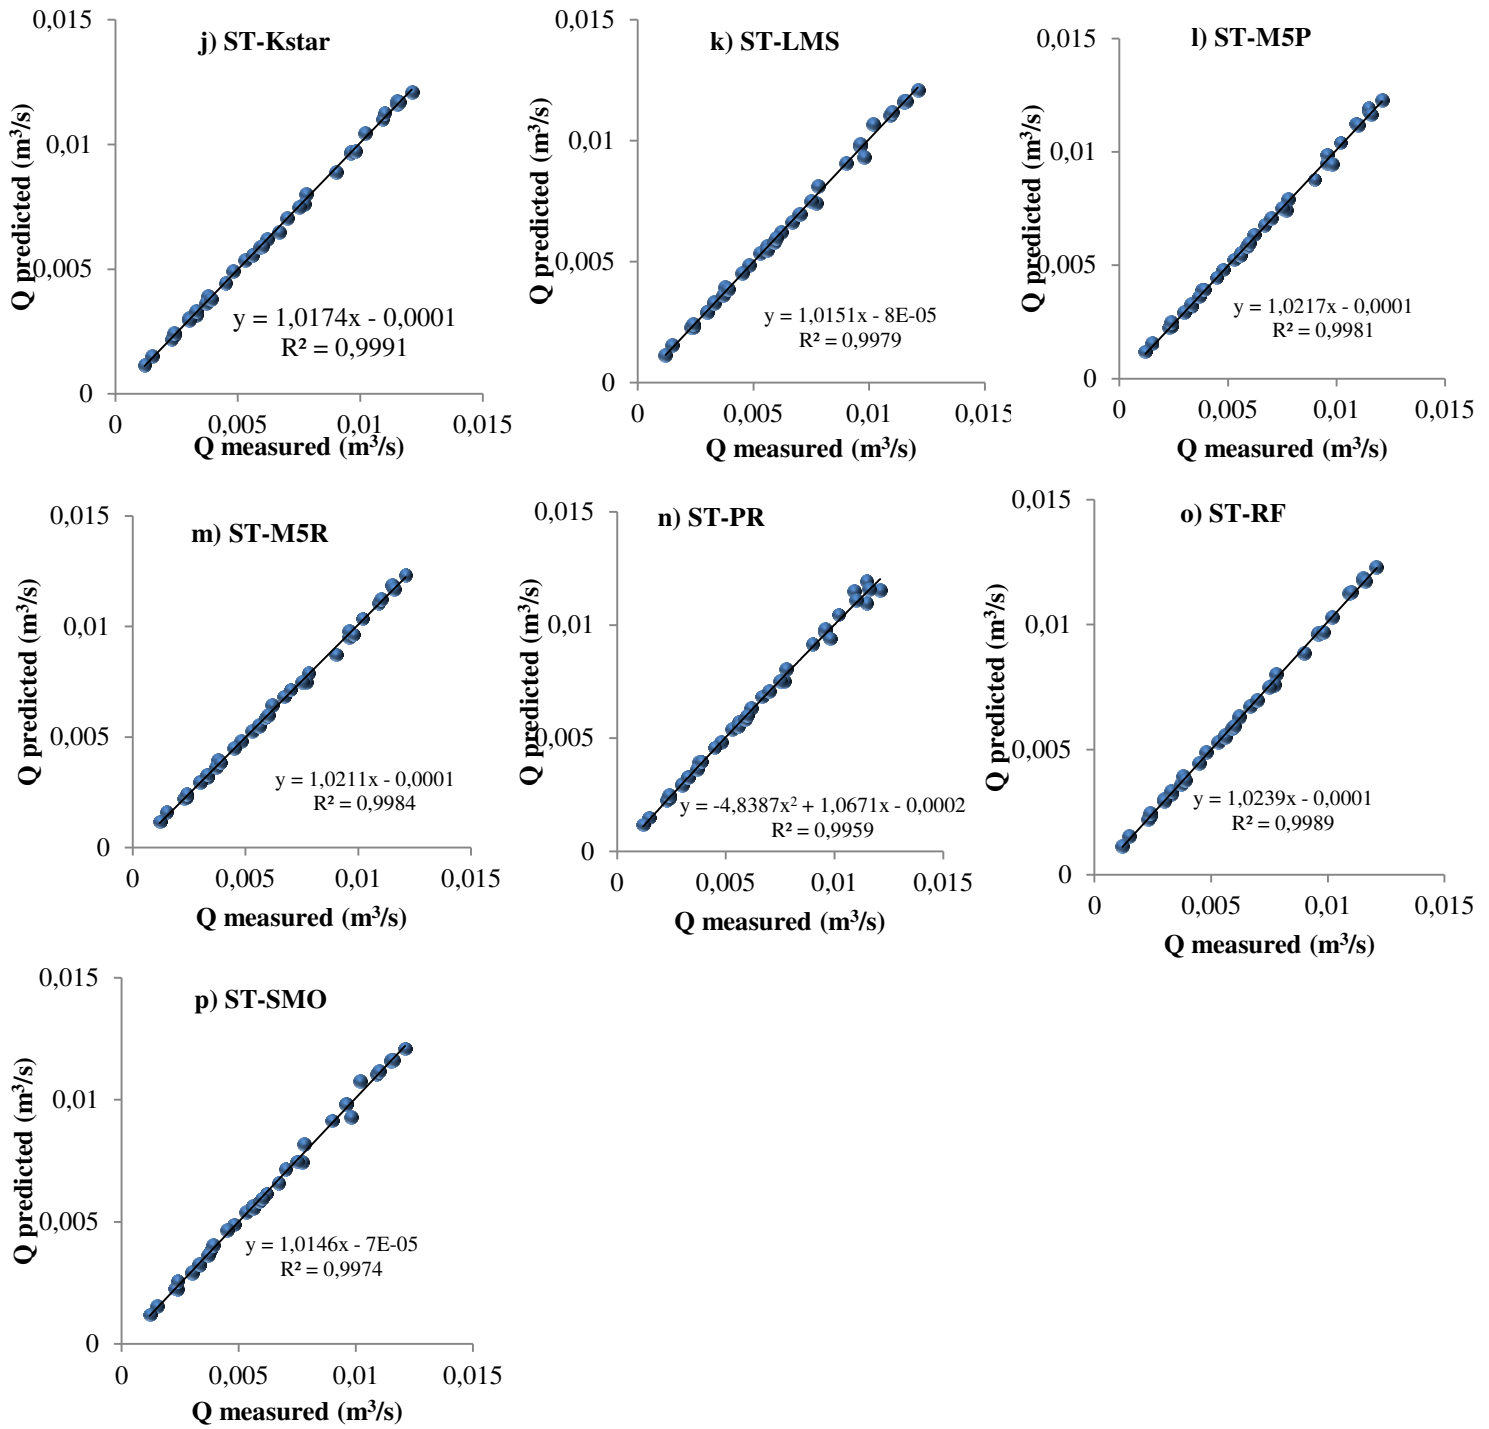 j) ST-Kstar
0,015
0,01
0,005
0
Q predicted (m³/s)
y = 1,0174x - 0,0001
R² = 0,9991
0 0,005 0,01 0,015
Q measured (m³/s)
k) ST-LMS
0,015
0,01
0,005
0
Q predicted (m³/s)
y = 1,0151x - 8E-05
R² = 0,9979
0 0,005 0,01 0,015
Q measured (m³/s)
l) ST-M5P
0,015
0,01
0,005
0
Q predicted (m³/s)
y = 1,0217x - 0,0001
R² = 0,9981
0 0,005 0,01 0,015
Q measured (m³/s)
m) ST-M5R
0,015
0,01
0,005
0
Q predicted (m³/s)
y = 1,0211x - 0,0001
R² = 0,9984
0 0,005 0,01 0,015
Q measured (m³/s)
n) ST-PR
0,015
0,01
0,005
0
Q predicted (m³/s)
y = -4,8387x² + 1,0671x - 0,0002
R² = 0,9959
0 0,005 0,01 0,015
Q measured (m³/s)
o) ST-RF
0,015
0,01
0,005
0
Q predicted (m³/s)
y = 1,0239x - 0,0001
R² = 0,9989
0 0,005 0,01 0,015
Q measured (m³/s)
p) ST-SMO
0,015
0,01
0,005
0
Q predicted (m³/s)
y = 1,0146x - 7E-05
R² = 0,9974
0 0,005 0,01 0,015
Q measured (m³/s)